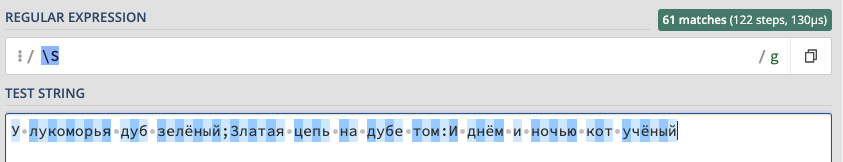 REGULAR EXPRESSION 61 matches (122 steps, 130μs)
/ \S / g
TEST STRING
У·лукоморья·дуб·зелёный;Златая·цепь·на·дубе·том:И·днём·и·ночью·кот·учёный